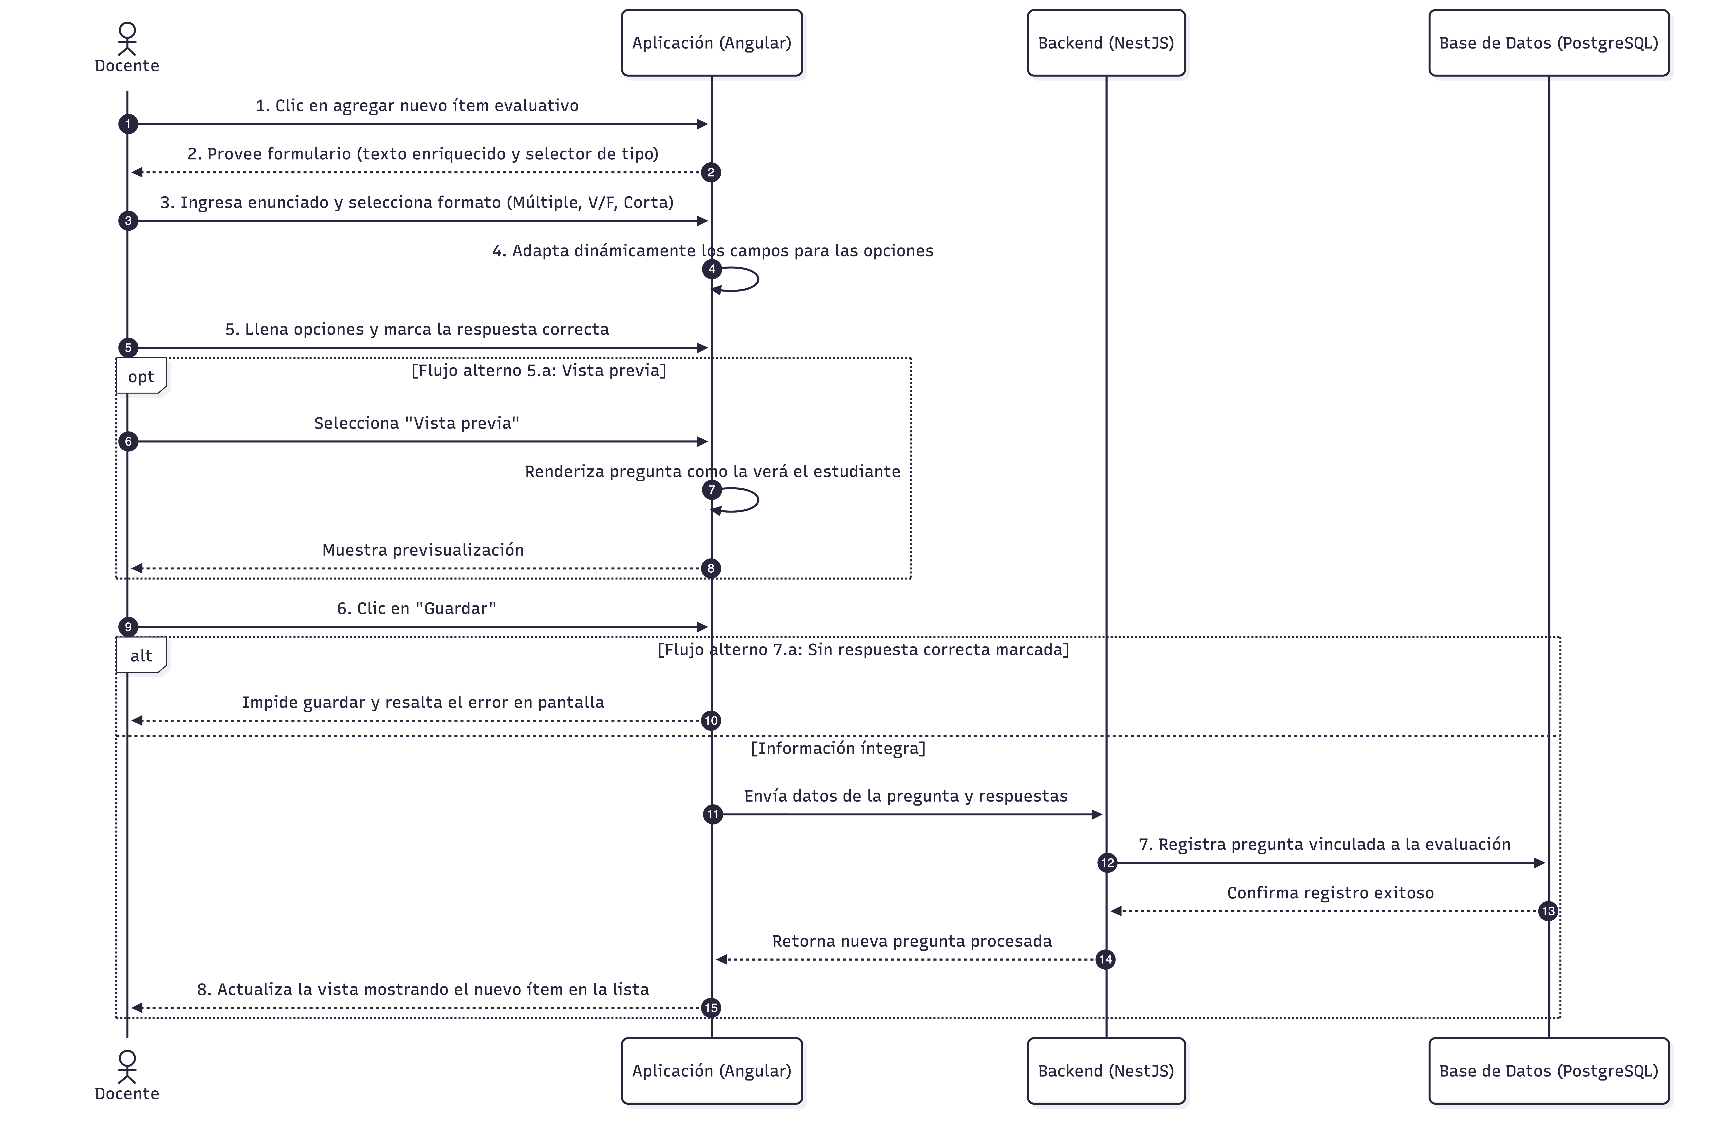 Docente
Aplicación (Angular)
Backend (NestJS)
Base de Datos (PostgreSQL)
1. Clic en agregar nuevo ítem evaluativo
1
2. Provee formulario (texto enriquecido y selector de tipo)
2
3. Ingresa enunciado y selecciona formato (Múltiple, V/F, Corta)
3
4. Adapta dinámicamente los campos para las opciones
4
5. Llena opciones y marca la respuesta correcta
5
opt
[Flujo alterno 5.a: Vista previa]
Selecciona "Vista previa"
6
Renderiza pregunta como la verá el estudiante
7
Muestra previsualización
8
6. Clic en "Guardar"
9
alt
[Flujo alterno 7.a: Sin respuesta correcta marcada]
Impide guardar y resalta el error en pantalla
10
[Información íntegra]
Envía datos de la pregunta y respuestas
11
7. Registra pregunta vinculada a la evaluación
12
Confirma registro exitoso
13
Retorna nueva pregunta procesada
14
8. Actualiza la vista mostrando el nuevo ítem en la lista
15
Docente
Aplicación (Angular)
Backend (NestJS)
Base de Datos (PostgreSQL)